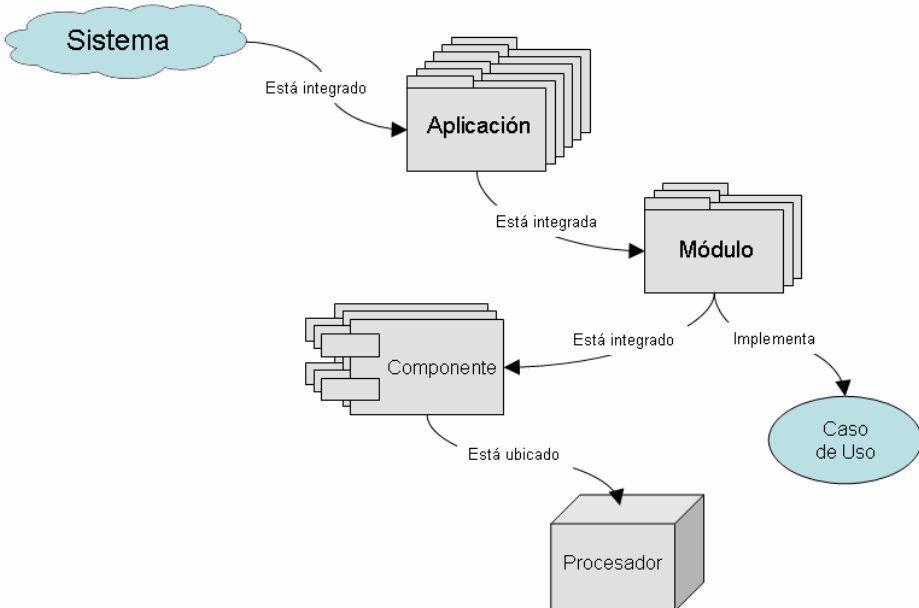 Sistema
Está integrado
Aplicación
Está integrada
Módulo
Está integrado
Implementa
Componente
Caso
de Uso
Está ubicado
Procesador